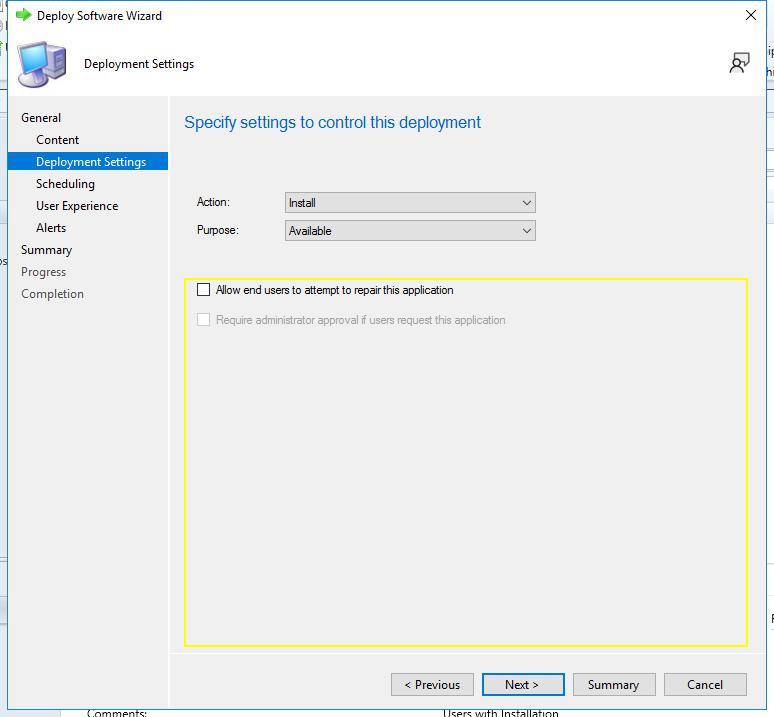 Deploy Software Wizard
Deployment Settings
General
Content
Deployment Settings
Scheduling
User Experience
Alerts
Summary
Progress
Completion
Specify settings to control this deployment
Action:
Install
Purpose:
Available
Allow end users to attempt to repair this application
Require administrator approval if users request this application
< Previous
Next >
Summary
Cancel
Comments:
Users with Installation